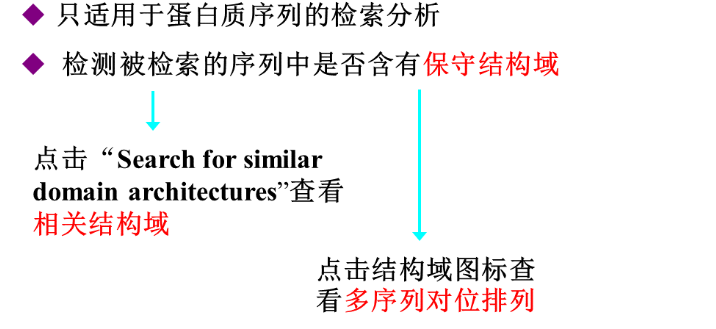 只适用于蛋白质序列的检索分析
检测被检索的序列中是否含有保守结构域
点击“Search for similar
domain architectures”查看
相关结构域
点击结构域图标查
看多序列对位排列